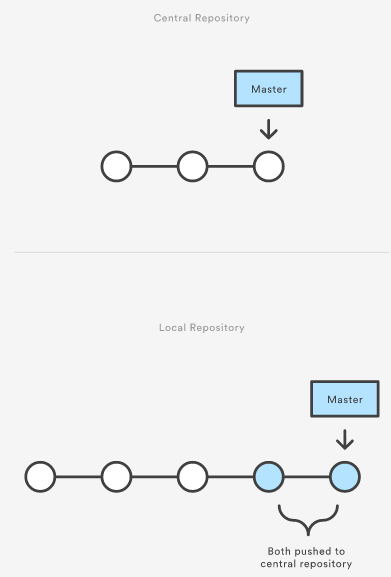 Central Repository
Master
Local Repository
Master
Both pushed to
central repository